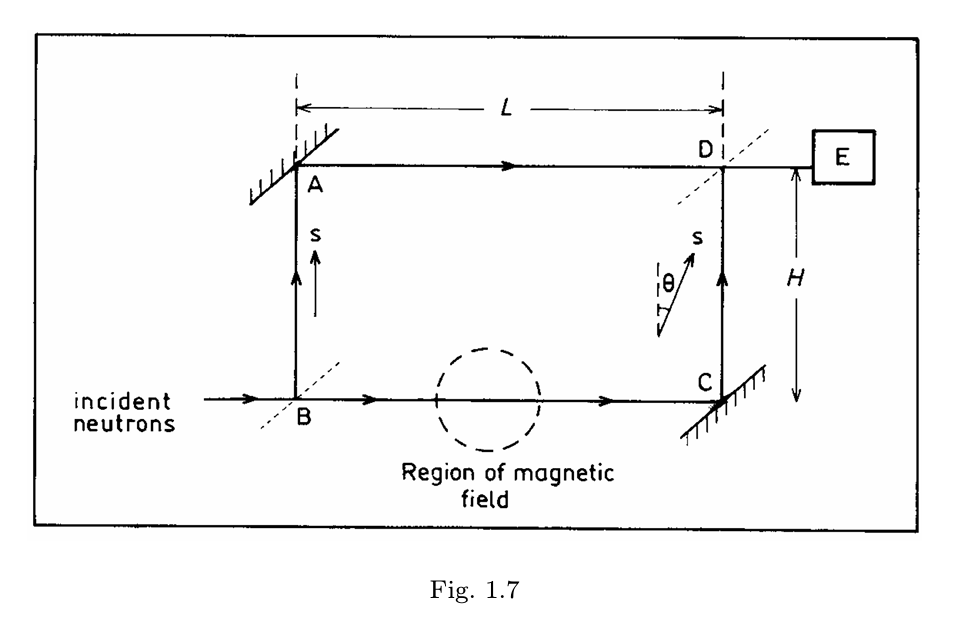 L
D
E
A
s
s
θ
H
C
incident
neutrons
B
Region of magnetic
field
Fig. 1.7